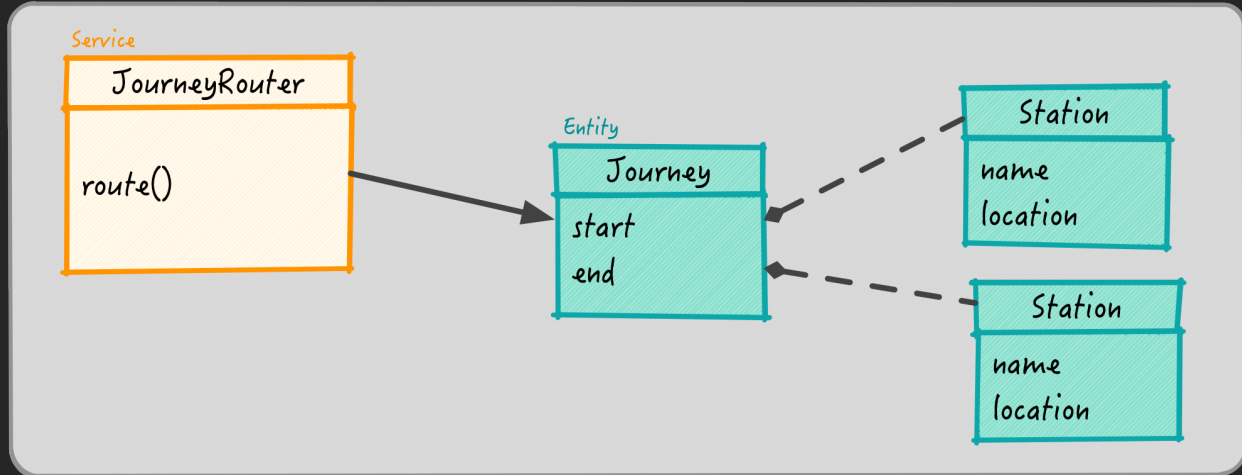 Service
JourneyRouter
route()
Entity
Journey
start
end
Station
name
location
Station
name
location